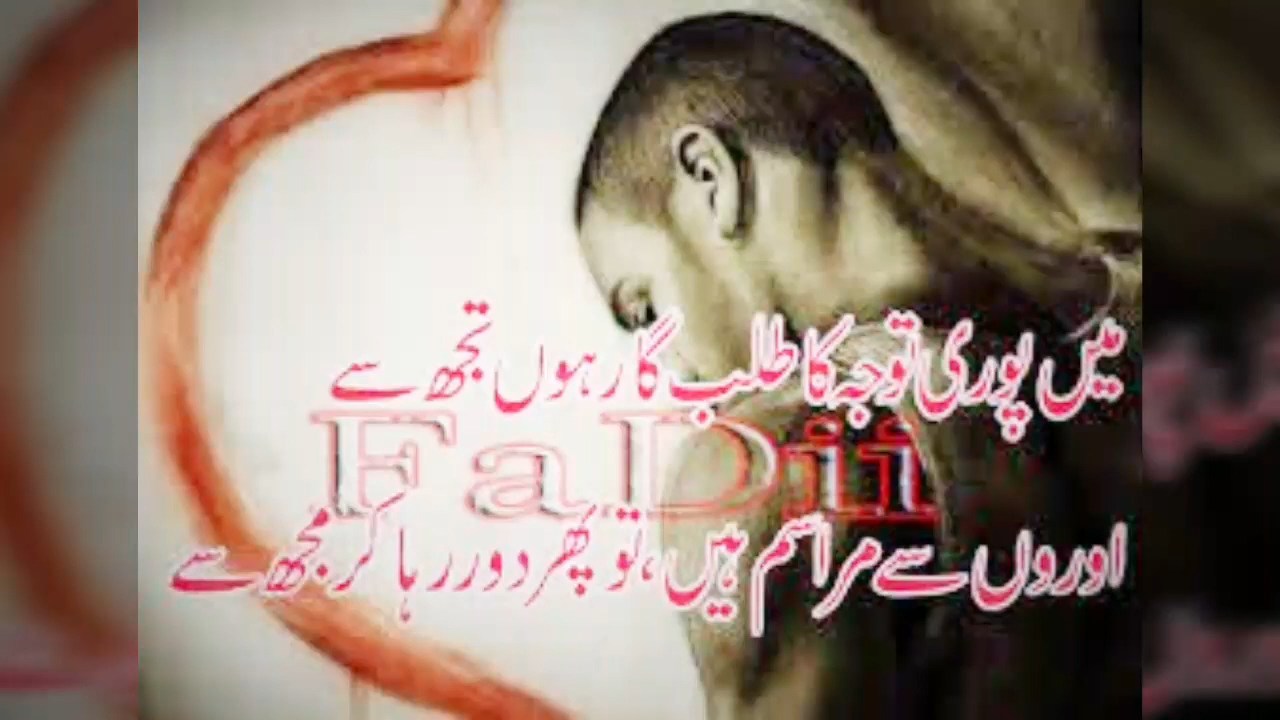 میں پوری توجہ کا طلب گار ہوں تجھ سے
FaDii
اوروں سے مراسم ہیں، تو پھر دور رہا کر مجھ سے